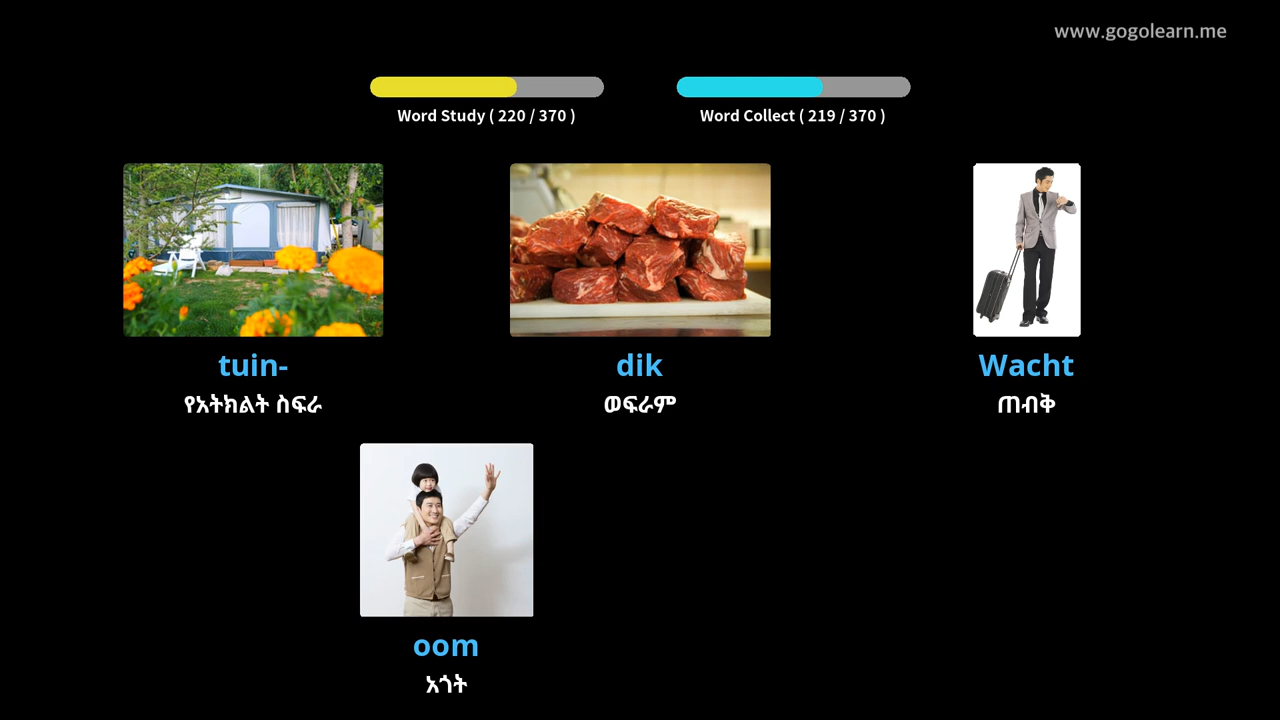 www.gogolearn.me
Word Study ( 220 / 370 )
Word Collect ( 219 / 370 )
tuin-
የአትክልት ስፍራ
dik
ወፍራም
Wacht
ጠብቅ
oom
አጎት